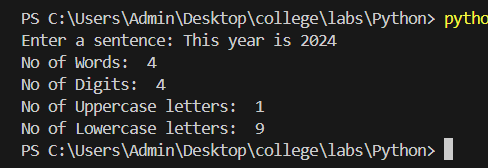 PS C:\Users\Admin\Desktop\college\labs\Python> pytho
Enter a sentence: This year is 2024
No of Words:  4
No of Digits:  4
No of Uppercase letters:  1
No of Lowercase letters:  9
PS C:\Users\Admin\Desktop\college\labs\Python>